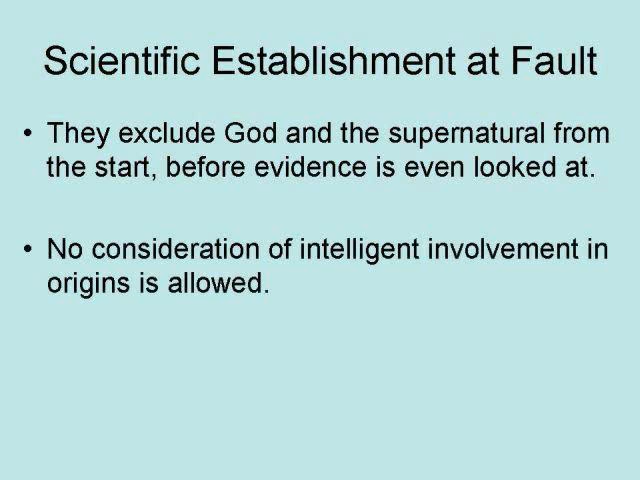 Scientific Establishment at Fault
• They exclude God and the supernatural from
the start, before evidence is even looked at.
• No consideration of intelligent involvement in
origins is allowed.